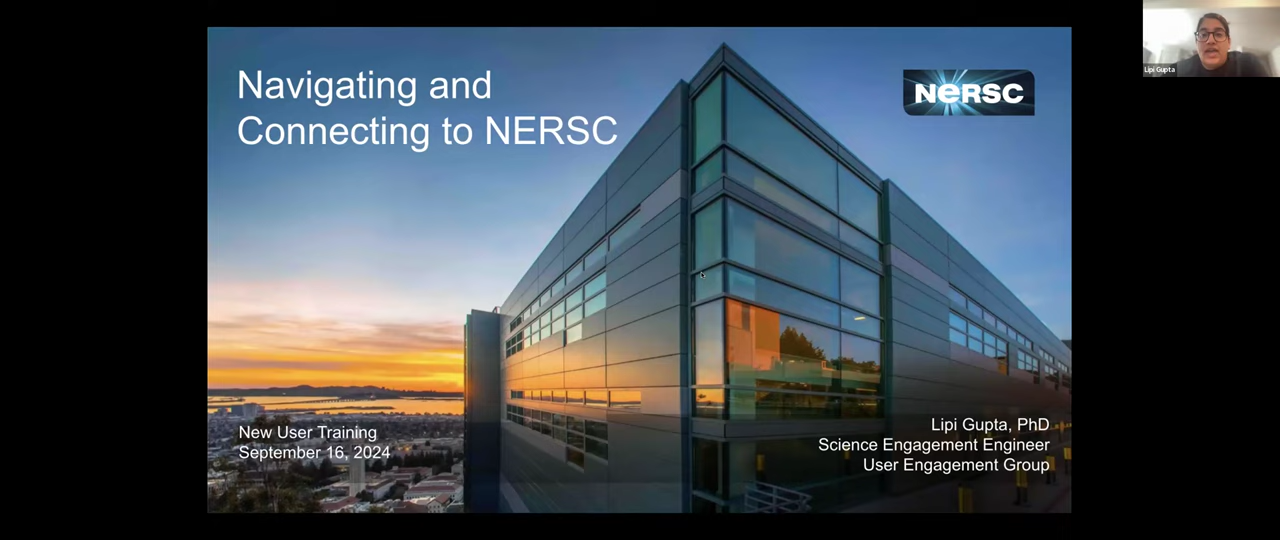 Navigating and
Connecting to NERSC
NERSC
New User Training
September 16, 2024
Lipi Gupta, PhD
Science Engagement Engineer
User Engagement Group
Lipi Gupta